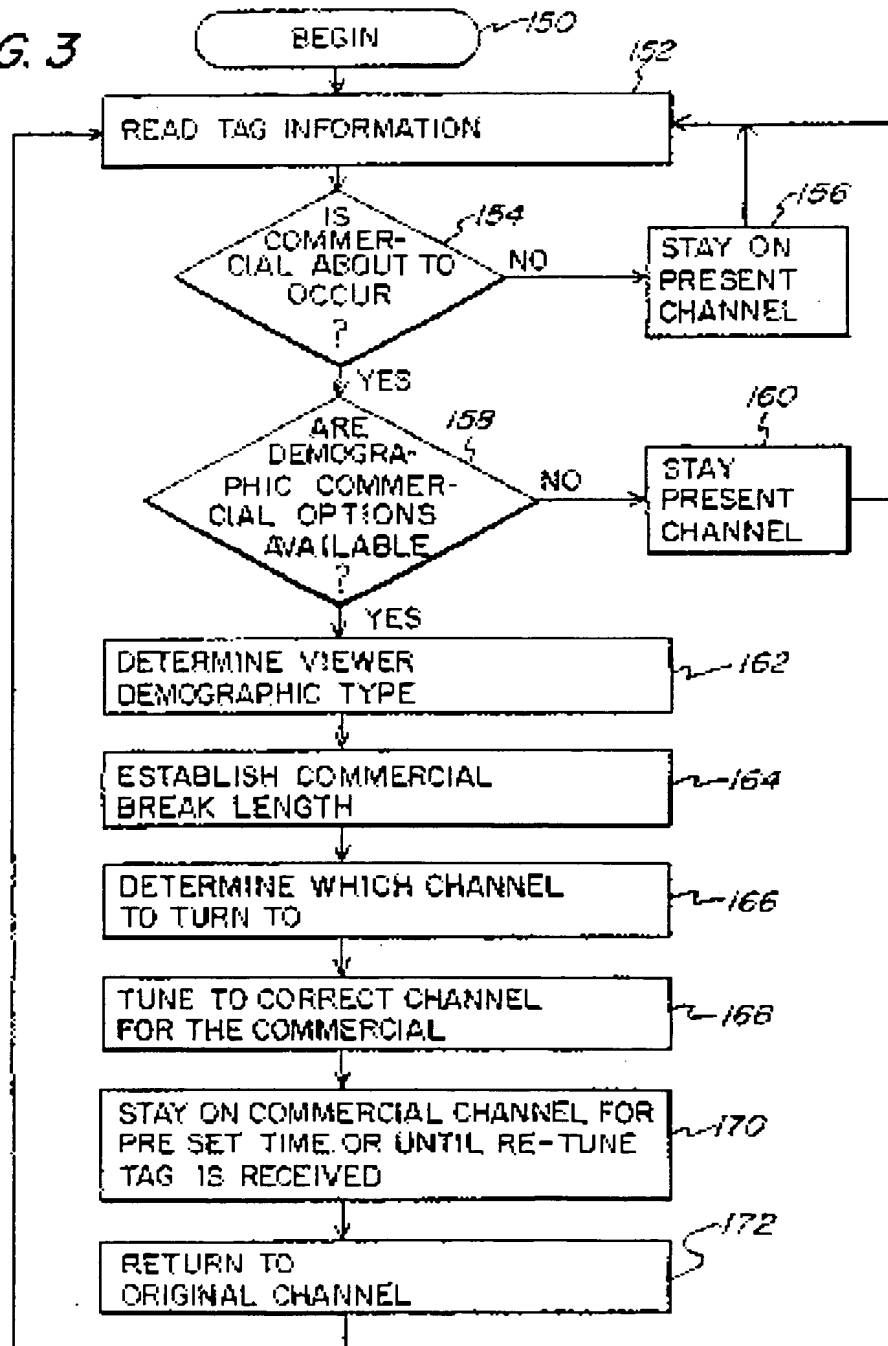 G. 3
BEGIN
150
152
READ TAG INFORMATION
IS
COMMER-
CIAL ABOUT TO
OCCUR
?
154
NO
156
STAY ON
PRESENT
CHANNEL
YES
ARE
DEMOGRA-
PHIC COMMER-
CIAL OPTIONS
AVAILABLE
?
158
NO
160
STAY
PRESENT
CHANNEL
YES
DETERMINE VIEWER
DEMOGRAPHIC TYPE
162
ESTABLISH COMMERCIAL
BREAK LENGTH
164
DETERMINE WHICH CHANNEL
TO TURN TO
166
TUNE TO CORRECT CHANNEL
FOR THE COMMERCIAL
168
STAY ON COMMERCIAL CHANNEL FOR
PRE SET TIME OR UNTIL RE-TUNE
TAG IS RECEIVED
170
RETURN TO
ORIGINAL CHANNEL
172